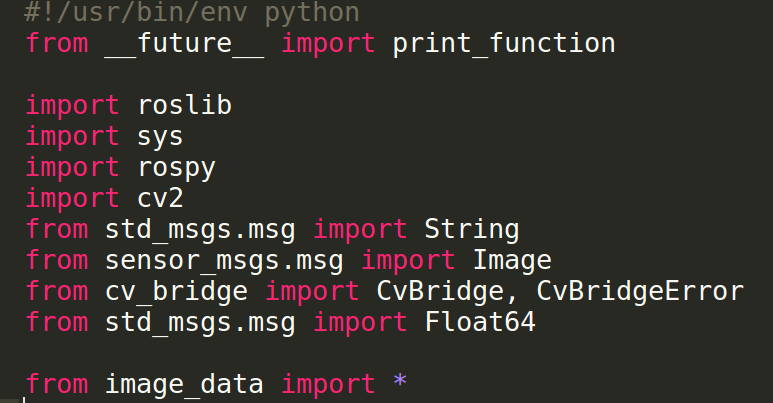 #!/usr/bin/env python
from __future__ import print_function
import roslib
import sys
import rospy
import cv2
from std_msgs.msg import String
from sensor_msgs.msg import Image
from cv_bridge import CvBridge, CvBridgeError
from std_msgs.msg import Float64
from image_data import *